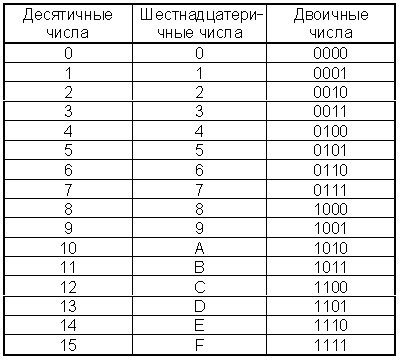 Десятичные Шестнадцатери- Двоичные
числа чные числа числа
0 0 0000
1 1 0001
2 2 0010
3 3 0011
4 4 0100
5 5 0101
6 6 0110
7 7 0111
8 8 1000
9 9 1001
10 A 1010
11 B 1011
12 C 1100
13 D 1101
14 E 1110
15 F 1111